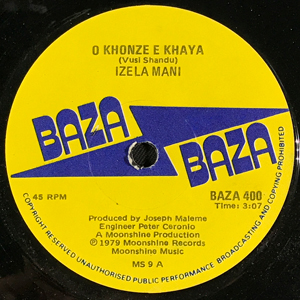 O KHONZE E KHAYA
(Vusi Shandu)
IZELA MANI
BAZA
BAZA
45 RPM
BAZA 400
Time: 3:07
Produced by Joseph Maleme
Engineer Peter Ceronio
A Moonshine Production
℗ 1979 Moonshine Records
Moonshine Music
MS 9 A
COPYRIGHT RESERVED UNAUTHORISED PUBLIC PERFORMANCE BROADCASTING AND COPYING PROHIBITED